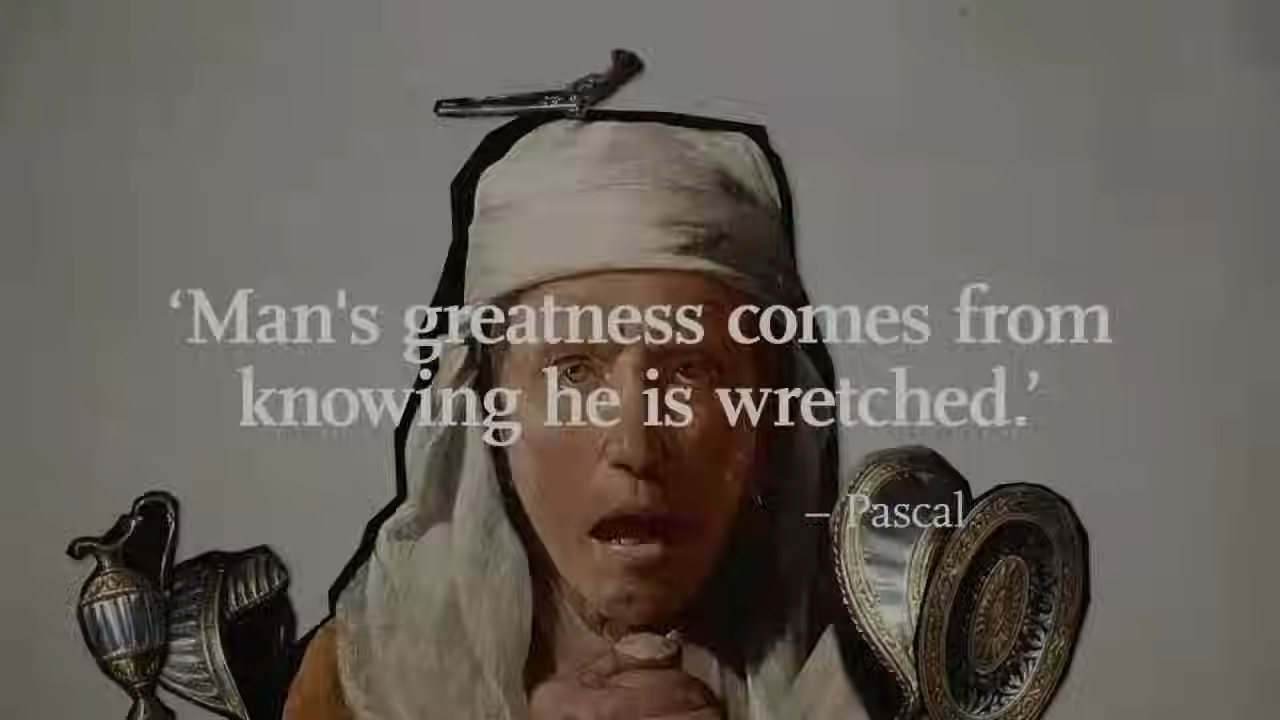 ‘Man's greatness comes from
knowing he is wretched.’
– Pascal